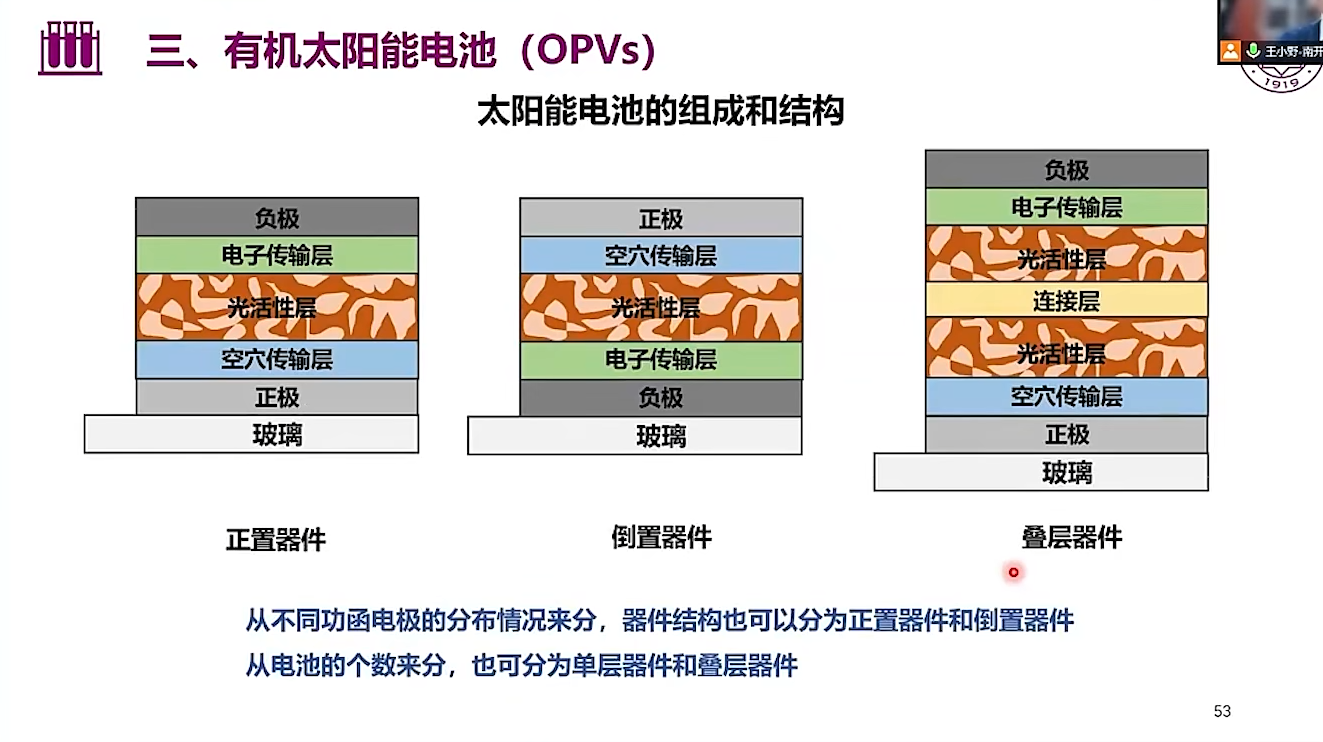 三、有机太阳能电池（OPVs）
王小野-南开
1919
太阳能电池的组成和结构
负极
电子传输层
光活性层
空穴传输层
正极
玻璃
正置器件
正极
空穴传输层
光活性层
电子传输层
负极
玻璃
倒置器件
负极
电子传输层
光活性层
连接层
光活性层
空穴传输层
正极
玻璃
叠层器件
从不同功函电极的分布情况来分，器件结构也可以分为正置器件和倒置器件
从电池的个数来分，也可分为单层器件和叠层器件
53